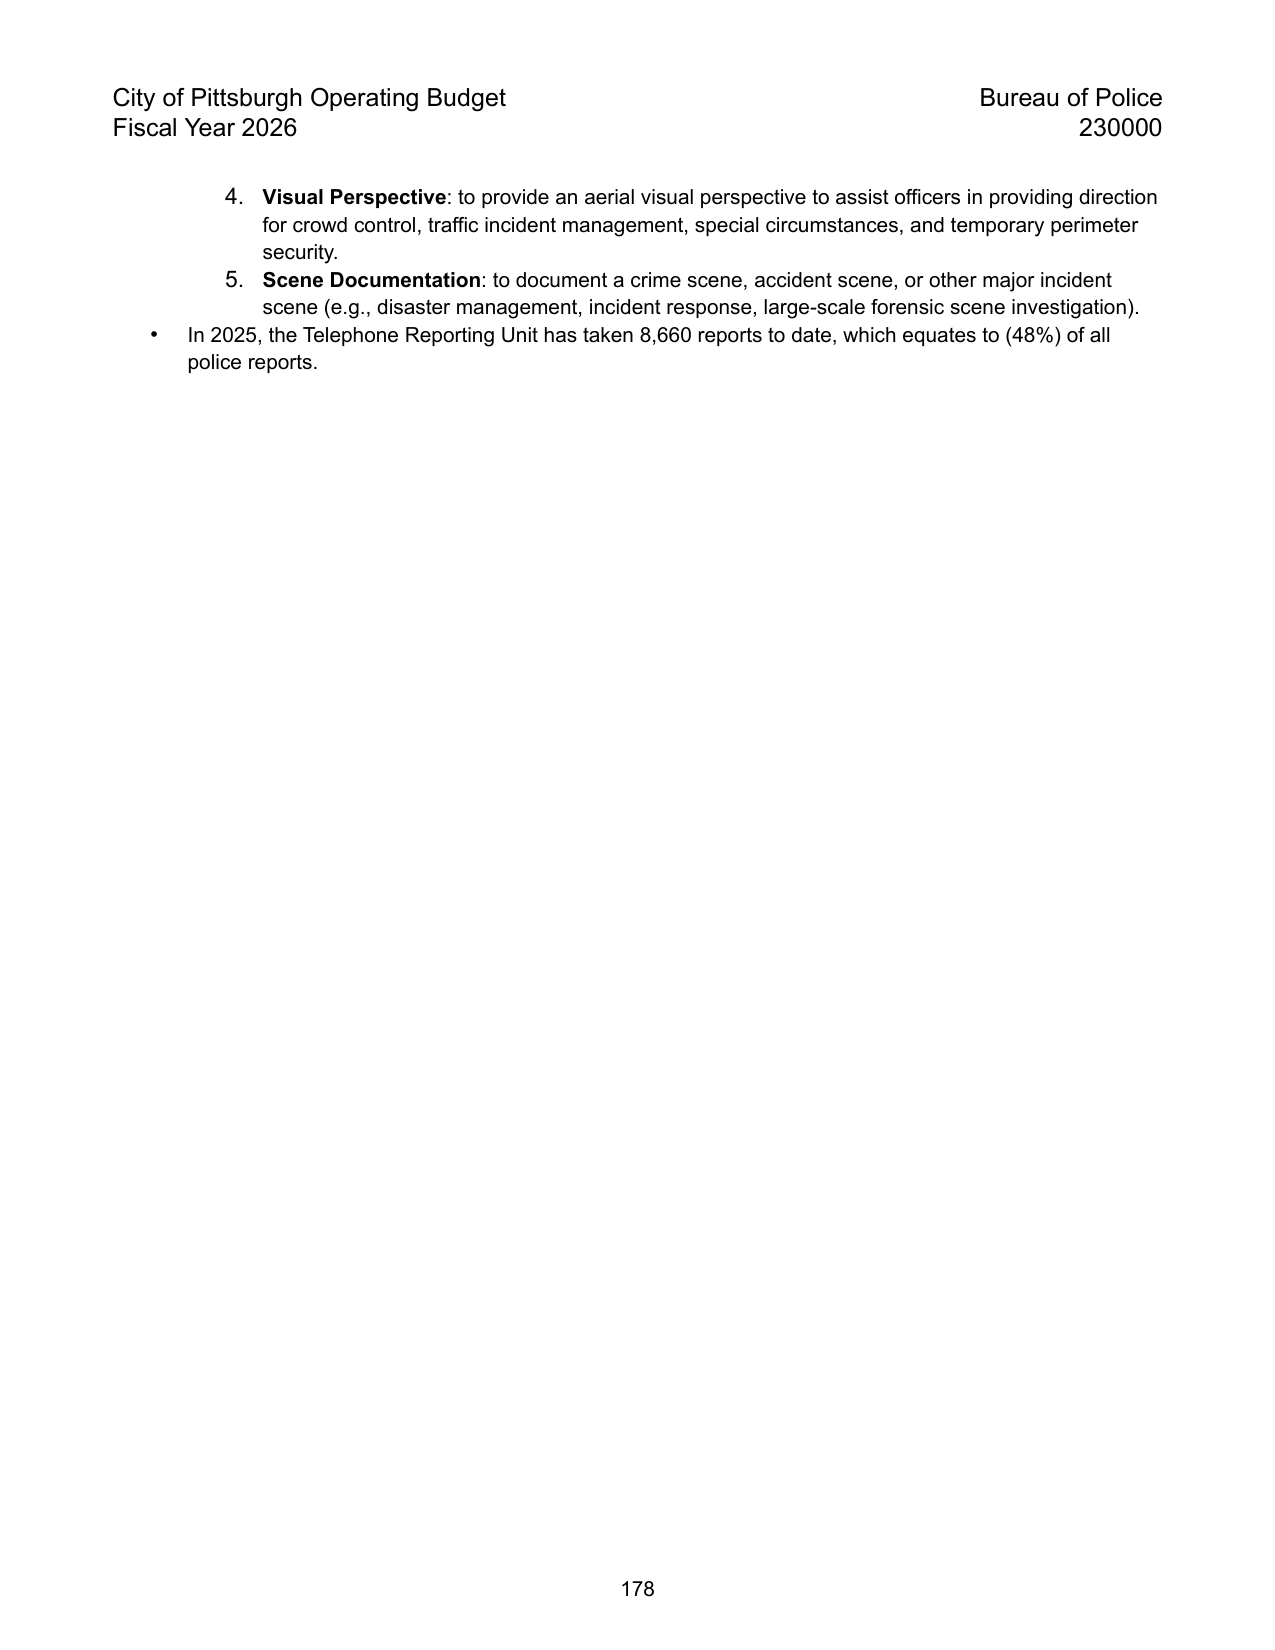 City of Pittsburgh Operating Budget
Fiscal Year 2026
Bureau of Police
230000
4. Visual Perspective: to provide an aerial visual perspective to assist officers in providing direction
for crowd control, traffic incident management, special circumstances, and temporary perimeter
security.
5. Scene Documentation: to document a crime scene, accident scene, or other major incident
scene (e.g., disaster management, incident response, large-scale forensic scene investigation).
• In 2025, the Telephone Reporting Unit has taken 8,660 reports to date, which equates to (48%) of all
police reports.
178